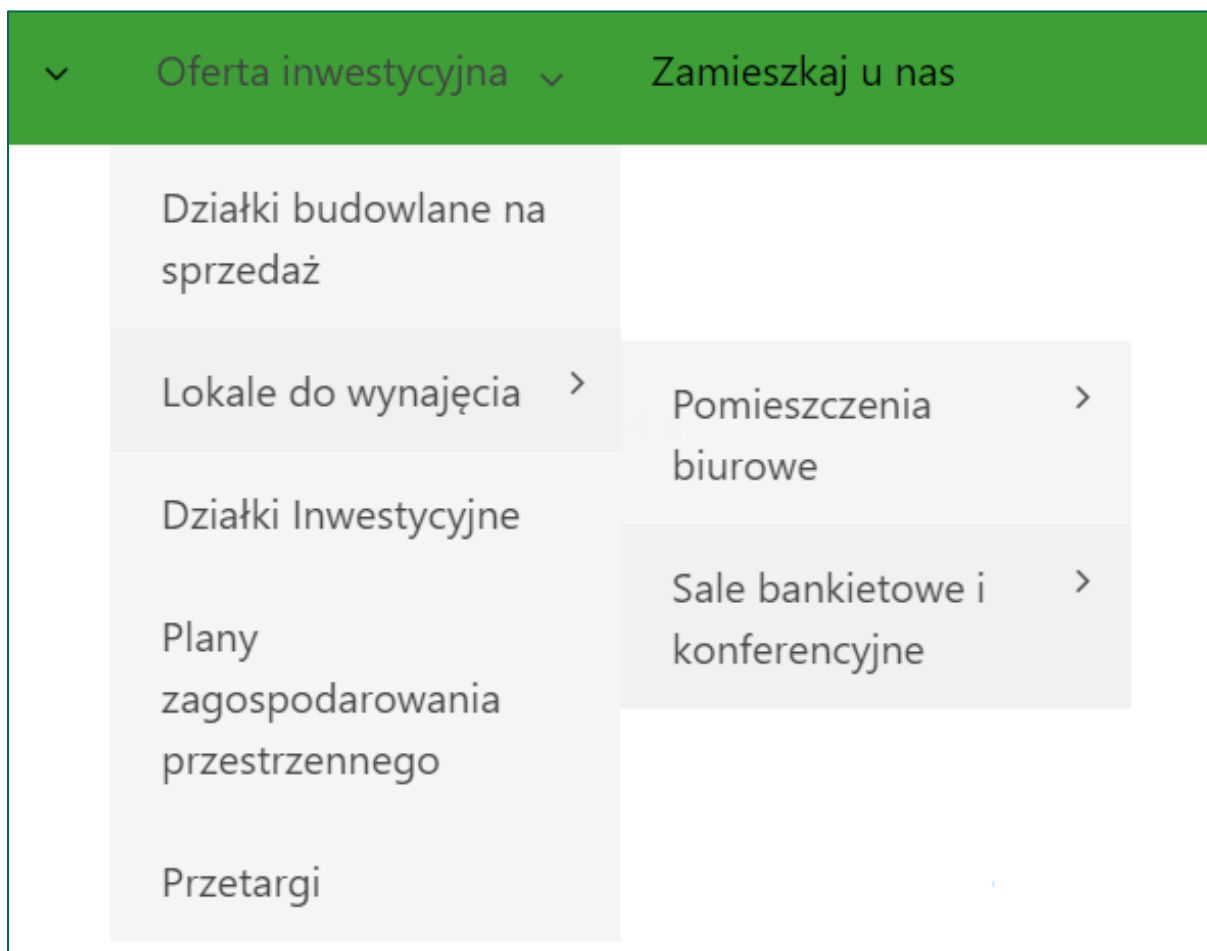 Oferta inwestycyjna
Zamieszkaj u nas
Działki budowlane na
sprzedaż
Lokale do wynajęcia
Działki Inwestycyjne
Plany
zagospodarowania
przestrzennego
Przetargi
Pomieszczenia
biurowe
Sale bankietowe i
konferencyjne